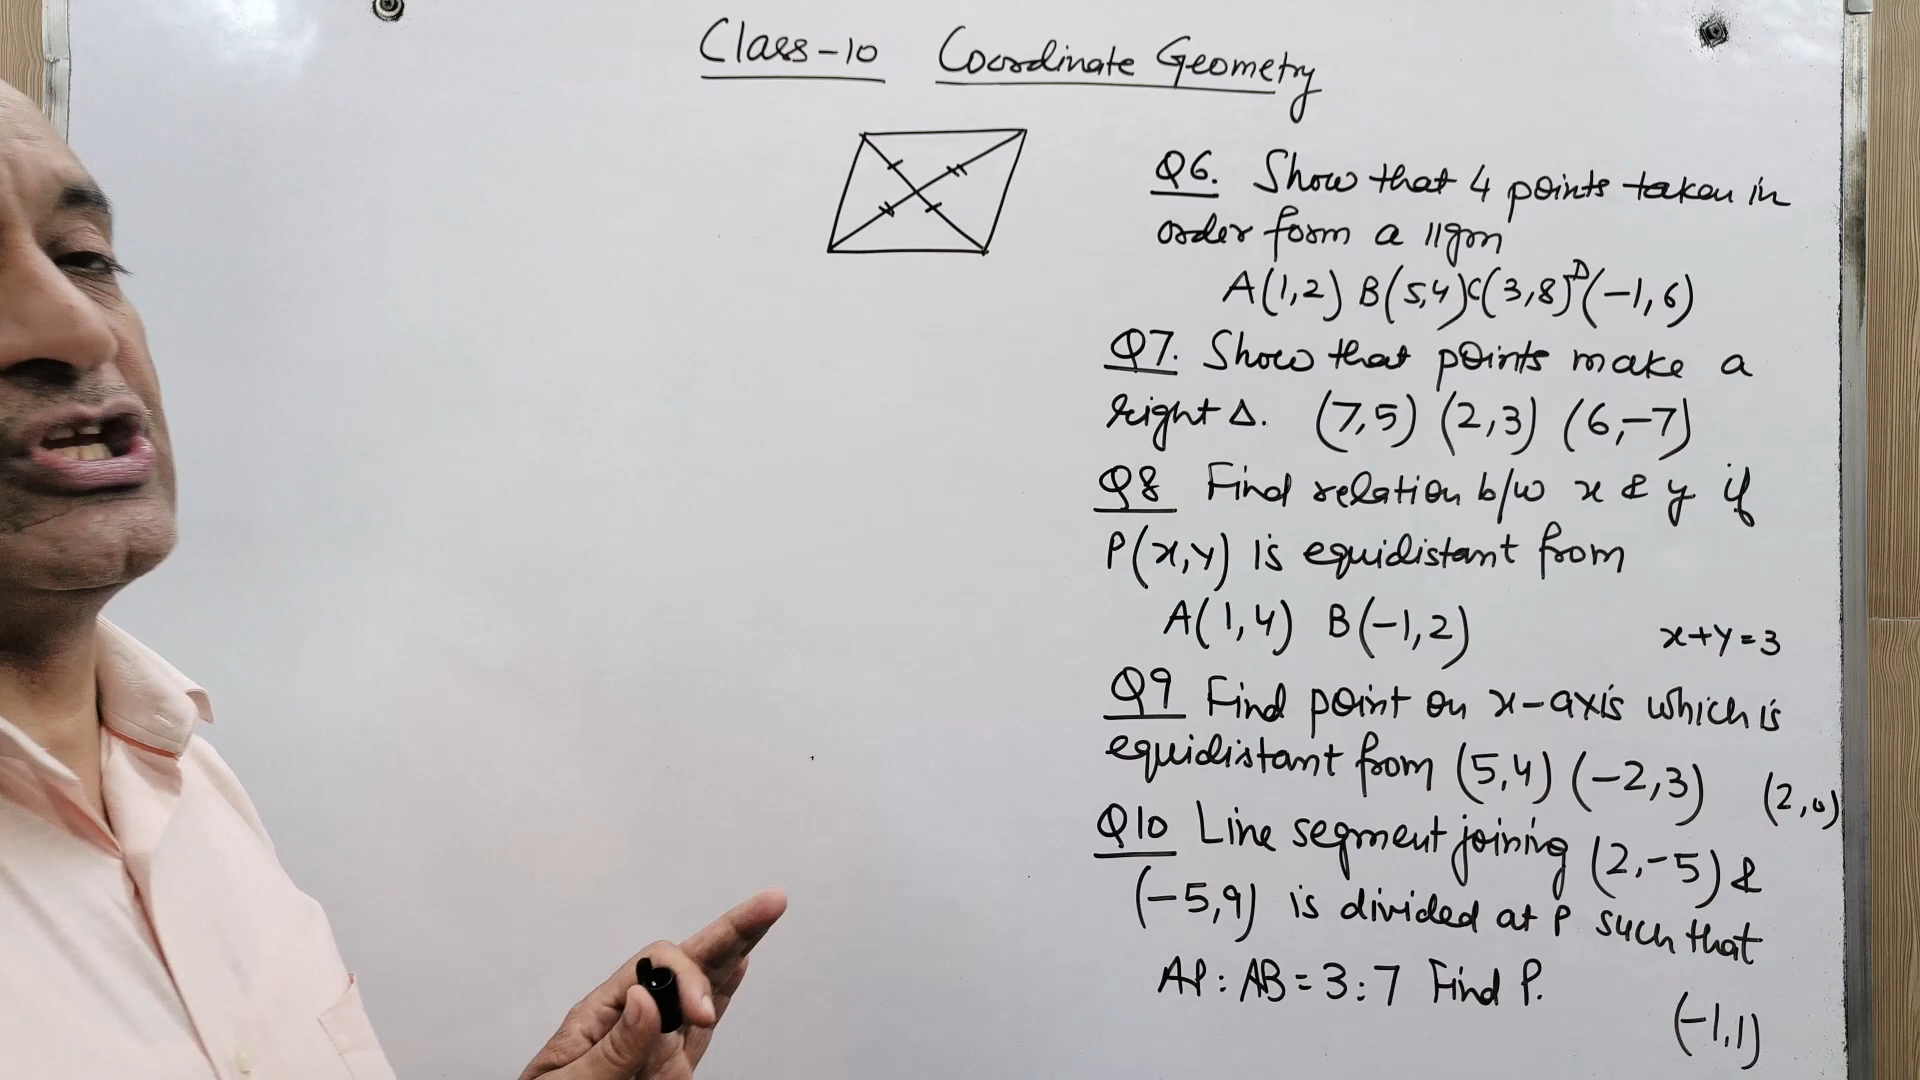 Class-10 Coordinate Geometry
Q6. Show that 4 points taken in
order form a ||gm
A(1,2) B(5,4) C(3,8) D(-1,6)
Q7. Show that points make a
right Δ. (7,5) (2,3) (6,-7)
Q8 Find relation b/w x & y if
P(x,y) is equidistant from
A(1,4) B(-1,2)
x+y=3
Q9 Find point on x-axis which is
equidistant from (5,4) (-2,3) (2,0)
Q10 Line segment joining (2,-5) &
(-5,9) is divided at P such that
AP : AB = 3:7 Find P.
(-1,1)